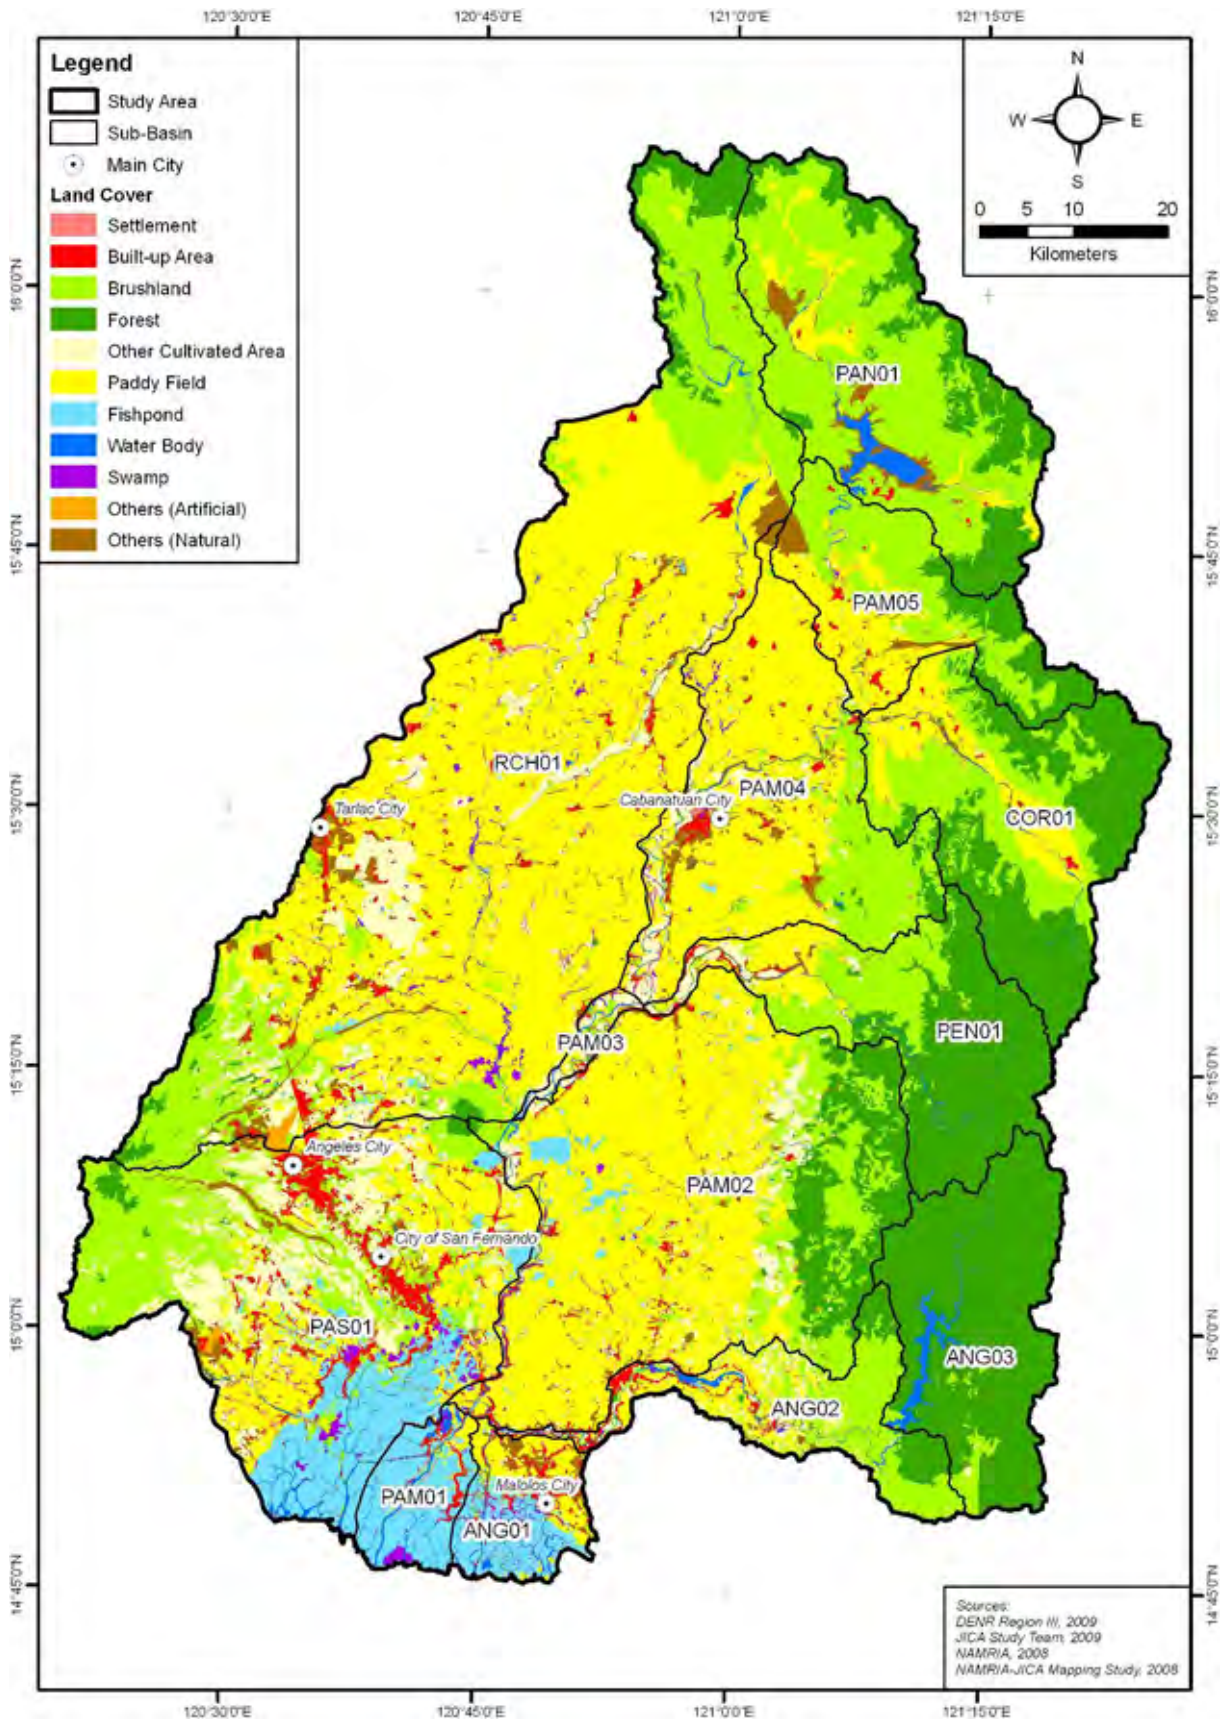 120°30'0"E 120°45'0"E 121°0'0"E 121°15'0"E
Legend
Study Area
Sub-Basin
Main City
Land Cover
Settlement
Built-up Area
Brushland
Forest
Other Cultivated Area
Paddy Field
Fishpond
Water Body
Swamp
Others (Artificial)
Others (Natural)
N
W E
S
0 5 10 20
Kilometers
16°0'0"N 16°0'0"N
PAN01
15°45'0"N 15°45'0"N
PAM05
RCH01
PAM04
Cabanatuan City
Tarlac City
15°30'0"N 15°30'0"N
COR01
PEN01
PAM03
15°15'0"N 15°15'0"N
Angeles City
PAM02
City of San Fernando
PAS01
15°0'0"N 15°0'0"N
ANG03
ANG02
Malolos City
PAM01
ANG01
14°45'0"N 14°45'0"N
Sources:
DENR Region III, 2009
JICA Study Team, 2009
NAMRIA, 2008
NAMRIA-JICA Mapping Study, 2008
120°30'0"E 120°45'0"E 121°0'0"E 121°15'0"E